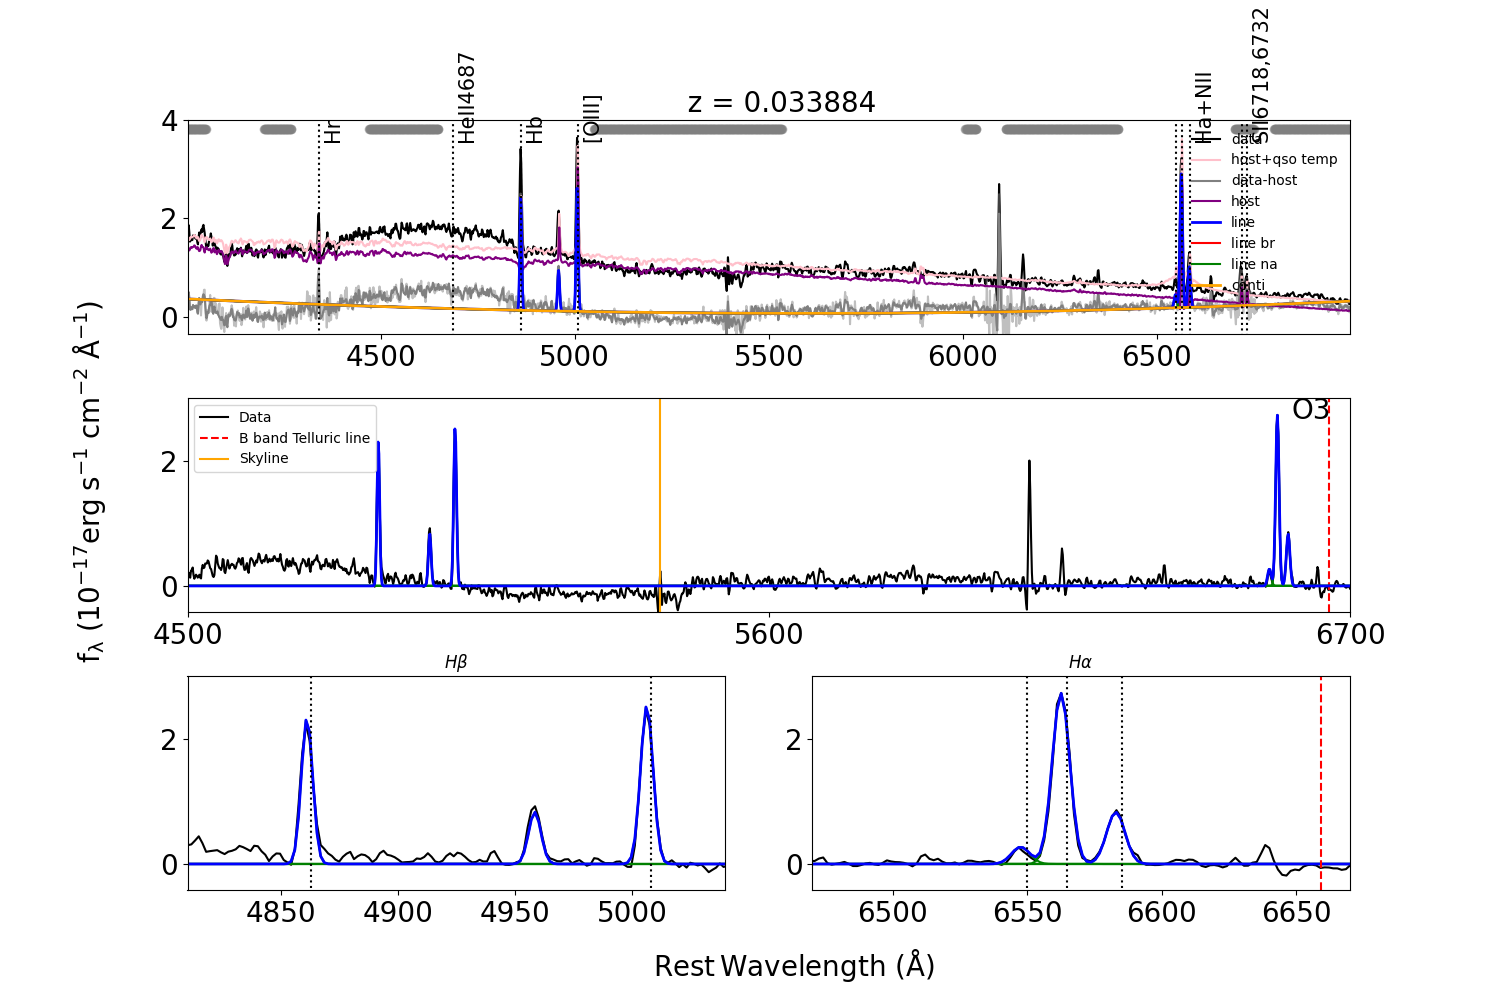 z = 0.033884
Hr
HeII4687
Hb
[OIII]
Ha+NII
SII6718,6732
4
2
0
data
host+qso temp
data-host
host
line
line br
line na
conti
4500
5000
5500
6000
6500
Data
B band Telluric line
Skyline
O3
2
0
4500
5600
6700
fλ (10⁻¹⁷erg s⁻¹ cm⁻² Å⁻¹)
Hβ
2
0
4850
4900
4950
5000
Hα
2
0
6500
6550
6600
6650
Rest Wavelength (Å)